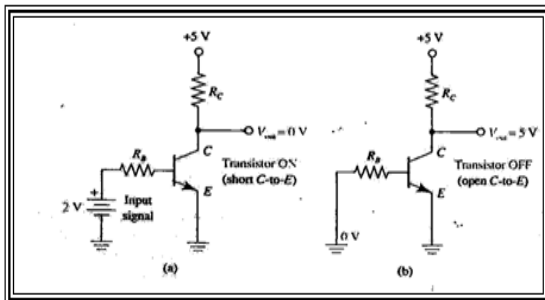 +5 V
R_C
V_out = 0 V
C
R_B
Transistor ON
(short C-to-E)
E
+
2 V
Input
signal
(a)
+5 V
R_C
V_out = 5 V
C
R_B
Transistor OFF
(open C-to-E)
E
0 V
(b)